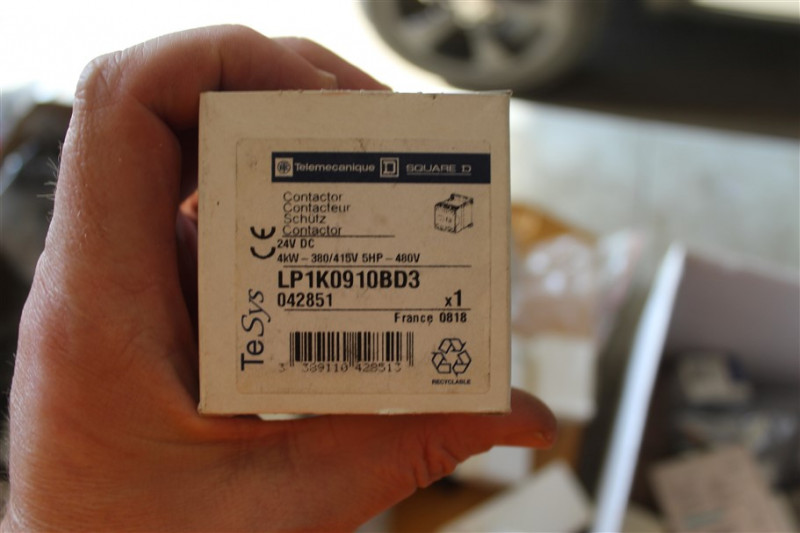 Telemecanique SQUARE D
Contactor
Contacteur
Schütz
Contactor
24V DC
4kW - 380/415V 5HP - 480V
LP1K0910BD3
042851 x1
France 0818
CE
TeSys
3 389110 428513
RECYCLABLE